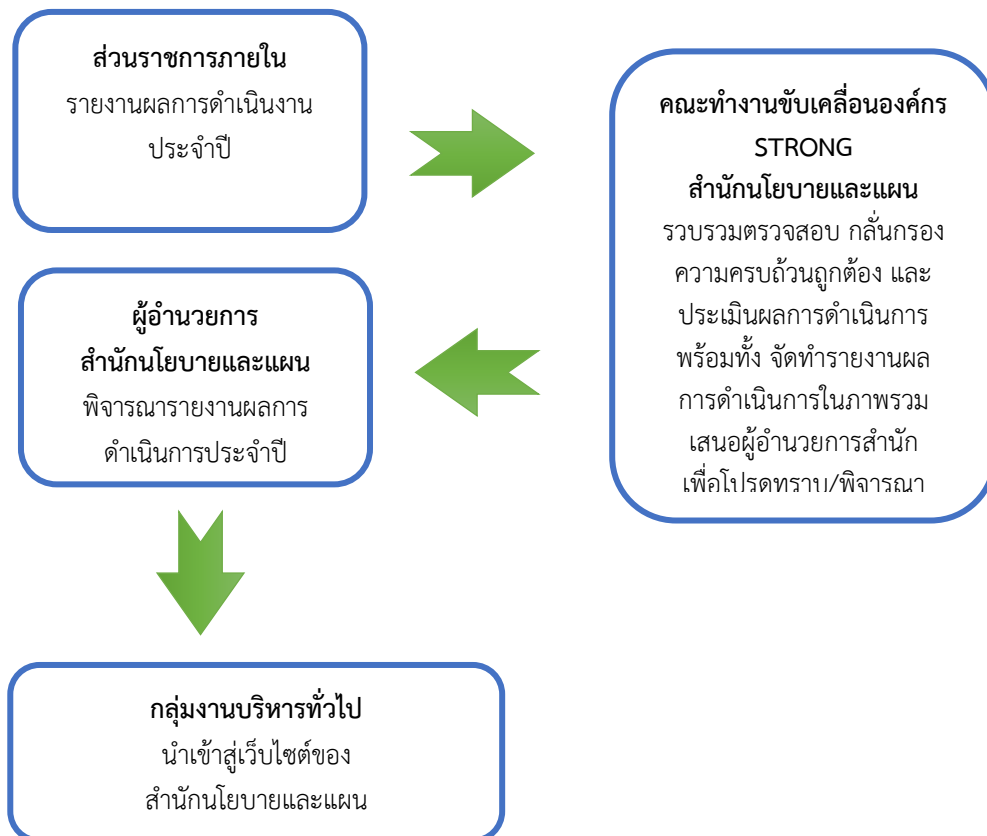 ส่วนราชการภายใน
รายงานผลการดำเนินงาน
ประจำปี
คณะทำงานขับเคลื่อนองค์กร
STRONG
สำนักนโยบายและแผน
รวบรวมตรวจสอบ กลั่นกรอง
ความครบถ้วนถูกต้อง และ
ประเมินผลการดำเนินการ
พร้อมทั้ง จัดทำรายงานผล
การดำเนินการในภาพรวม
เสนอผู้อำนวยการสำนัก
เพื่อโปรดทราบ/พิจารณา
ผู้อำนวยการ
สำนักนโยบายและแผน
พิจารณารายงานผลการ
ดำเนินการประจำปี
กลุ่มงานบริหารทั่วไป
นำเข้าสู่เว็บไซต์ของ
สำนักนโยบายและแผน